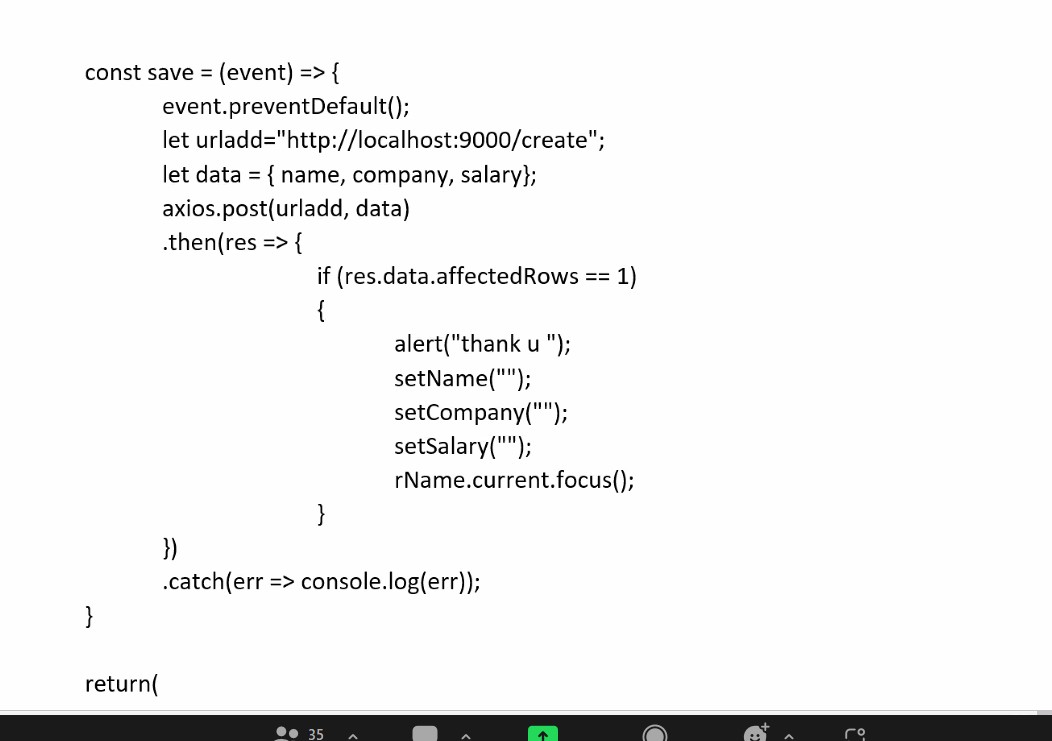 const save = (event) => {
event.preventDefault();
let urladd="http://localhost:9000/create";
let data = { name, company, salary};
axios.post(urladd, data)
.then(res => {
if (res.data.affectedRows == 1)
{
alert("thank u ");
setName("");
setCompany("");
setSalary("");
rName.current.focus();
}
})
.catch(err => console.log(err));
}
return(
35